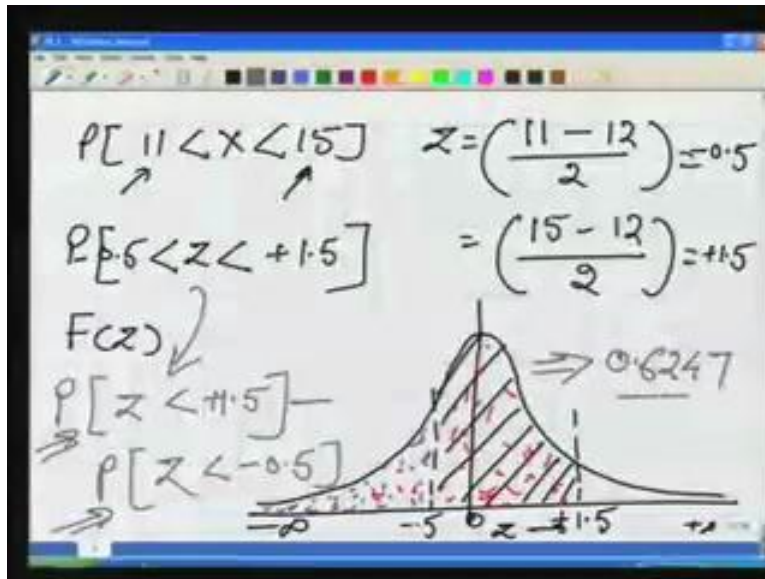 P[ 11 < x < 15 ]
z = ( 11 - 12 / 2 ) = -0.5
P[ 0.5 < z < +1.5 ]
= ( 15 - 12 / 2 ) = +1.5
F(z)
⇒ 0.6247
P[ z < +1.5 ] -
P[ z < -0.5 ]
-∞ -.5 0 z → +1.5